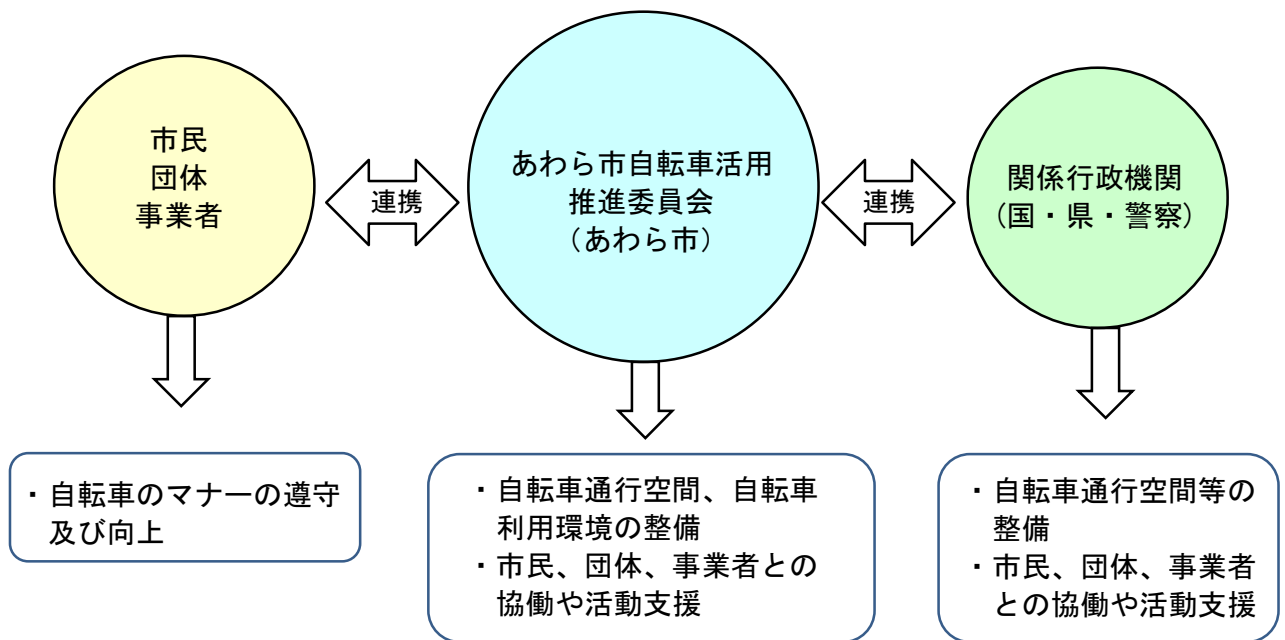 市民
団体
事業者
連携
あわら市自転車活用
推進委員会
（あわら市）
連携
関係行政機関
（国・県・警察）
・自転車のマナーの遵守
及び向上
・自転車通行空間、自転車
利用環境の整備
・市民、団体、事業者との
協働や活動支援
・自転車通行空間等の
整備
・市民、団体、事業者
との協働や活動支援